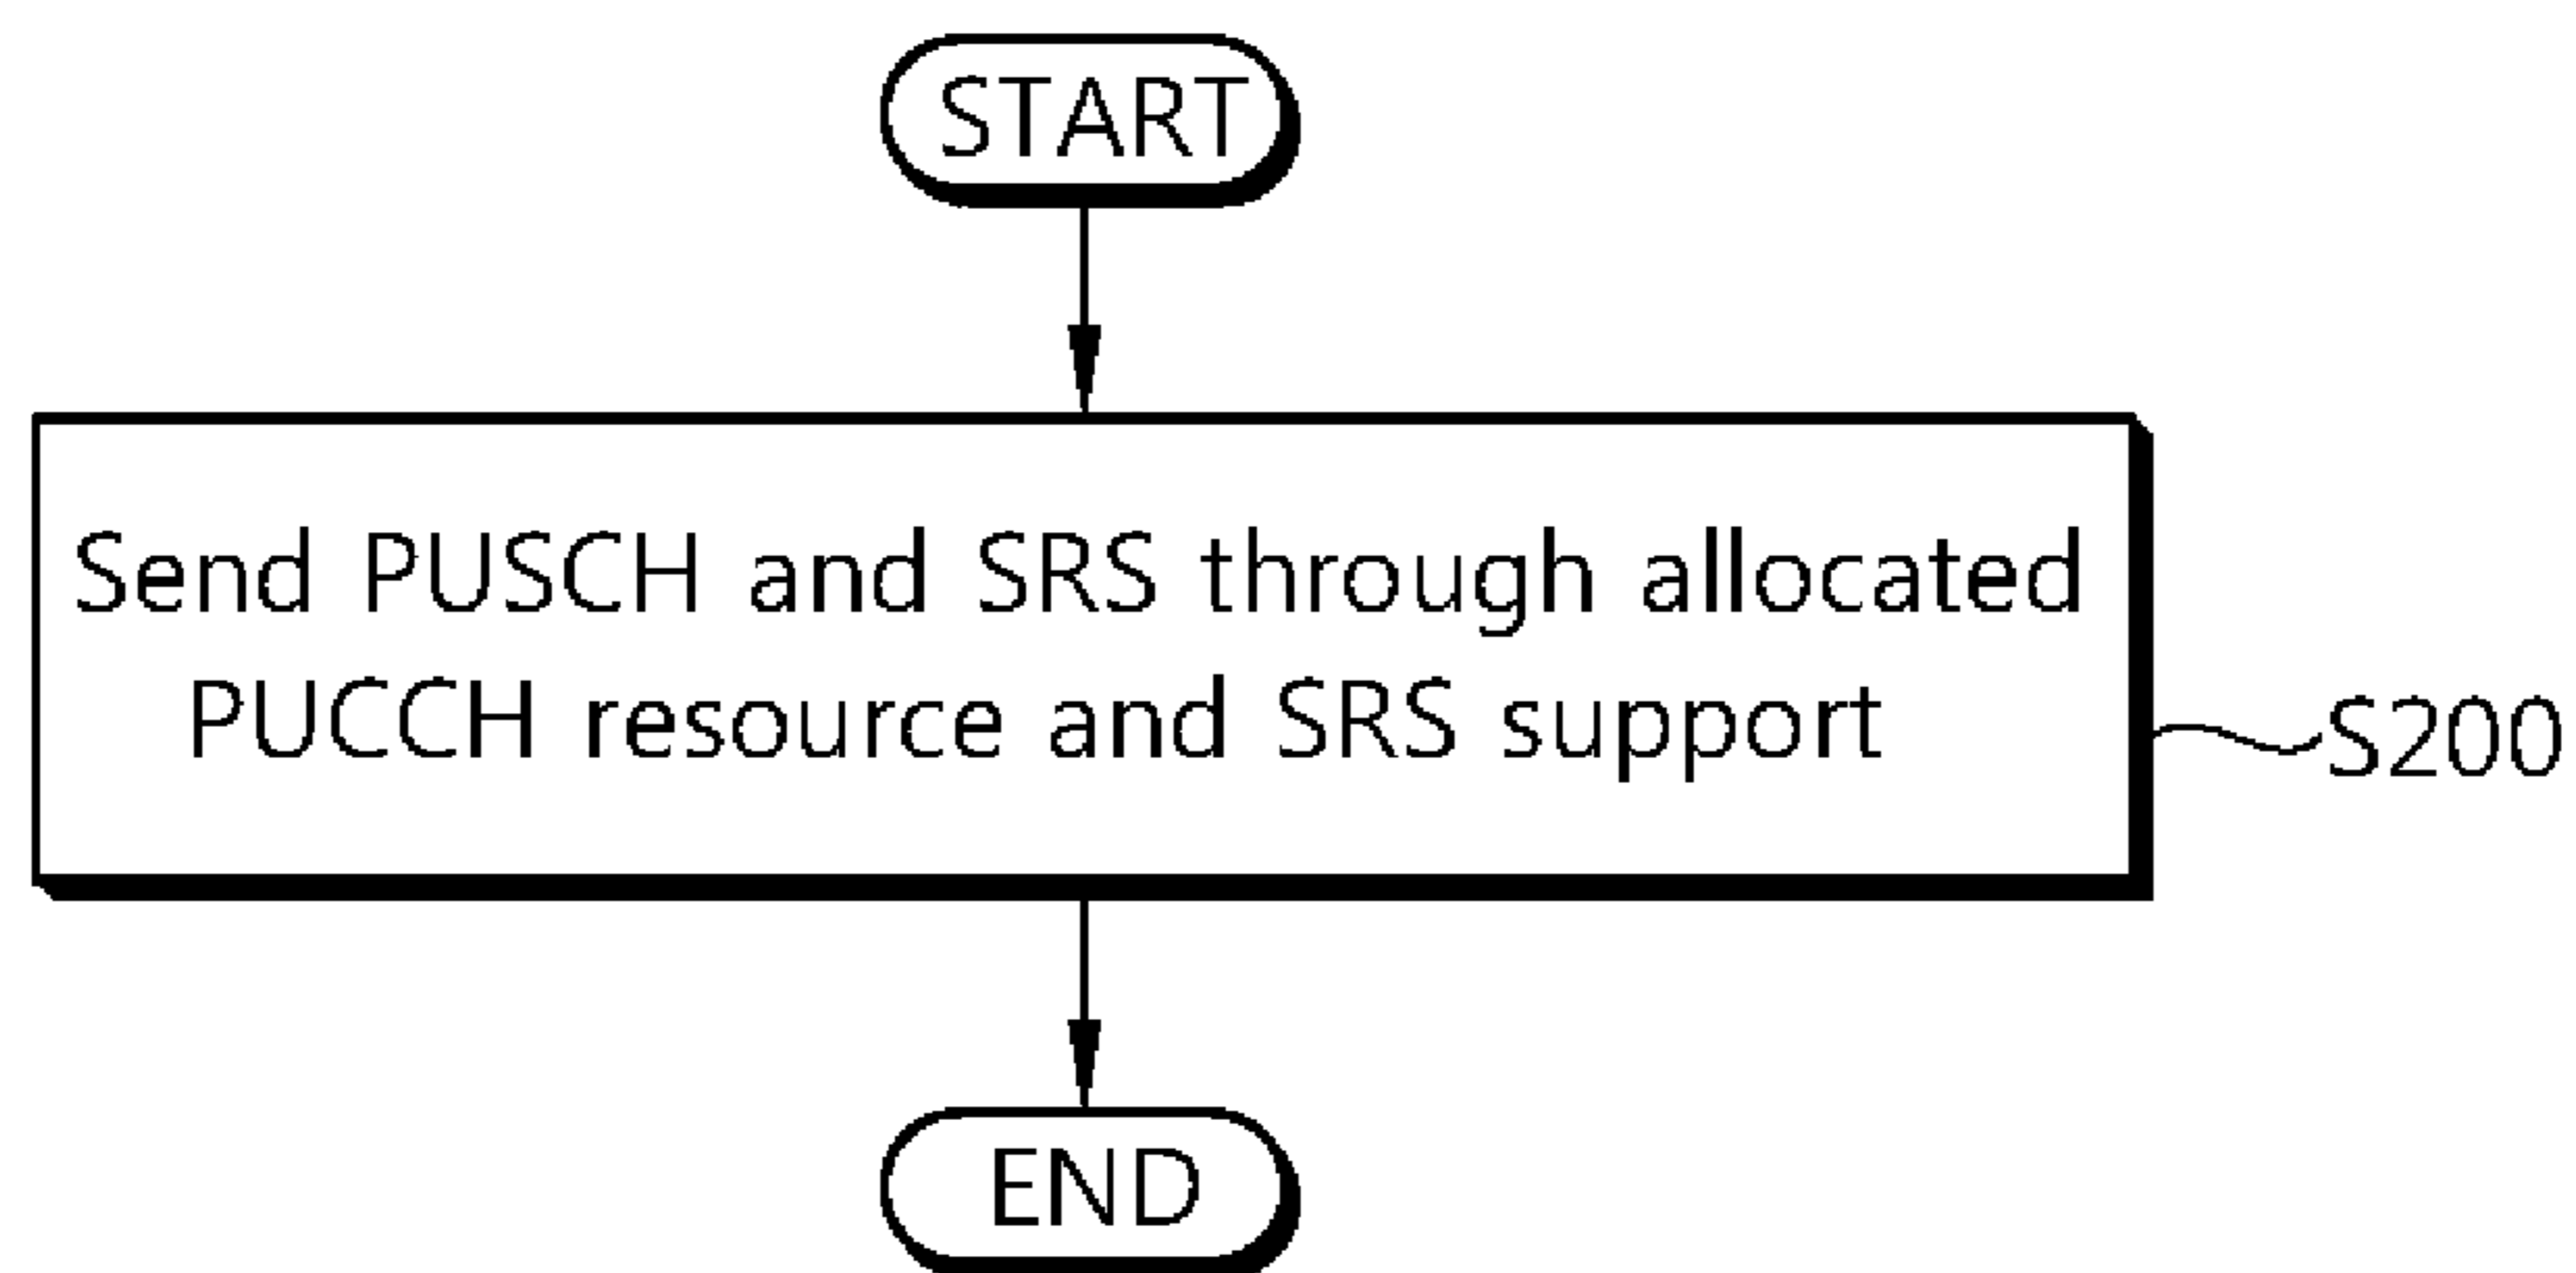 START
Send PUSCH and SRS through allocated
PUCCH resource and SRS support
S200
END